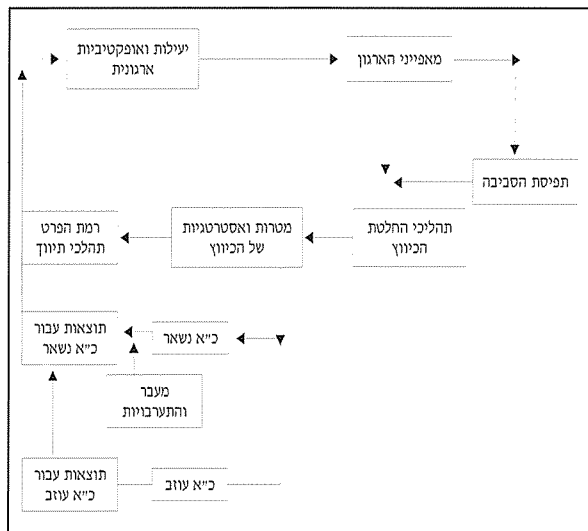 יעילות ואופקטיביות
ארגונית
מאפייני הארגון
תפיסת הסביבה
תהליכי החלטת
הכיווץ
מטרות ואסטרטגיות
של הכיווץ
רמת הפרט
תהלכי תיווך
תוצאות עבור
כ״א נשאר
כ״א נשאר
מעבר
והתערבויות
תוצאות עבור
כ״א עוזב
כ״א עוזב